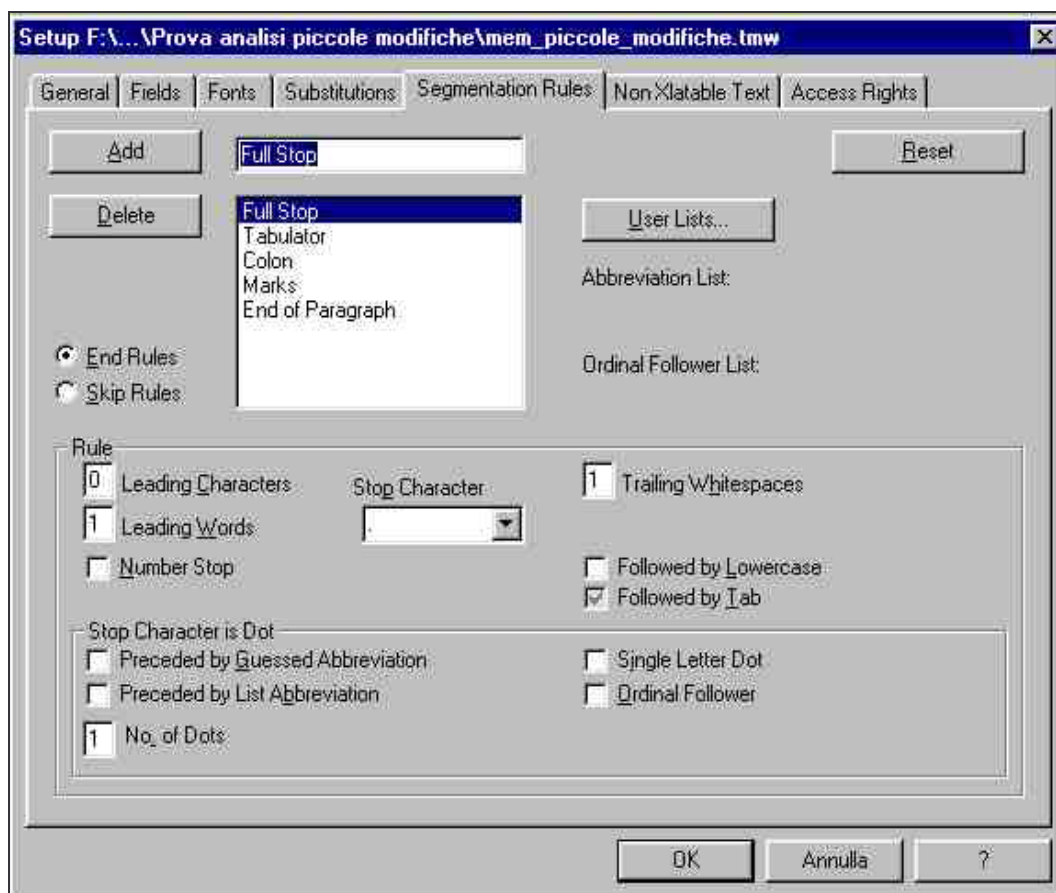 Setup F:\...\Prova analisi piccole modifiche\mem_piccole_modifiche.tmw
General Fields Fonts Substitutions Segmentation Rules Non Xlatable Text Access Rights
Add Full Stop Reset
Delete Full Stop User Lists...
Tabulator
Colon Abbreviation List:
Marks
End of Paragraph
End Rules Ordinal Follower List:
Skip Rules
Rule
0 Leading Characters Stop Character 1 Trailing Whitespaces
1 Leading Words .
Number Stop Followed by Lowercase
Followed by Tab
Stop Character is Dot
Preceded by Guessed Abbreviation Single Letter Dot
Preceded by List Abbreviation Ordinal Follower
1 No. of Dots
OK Annulla ?